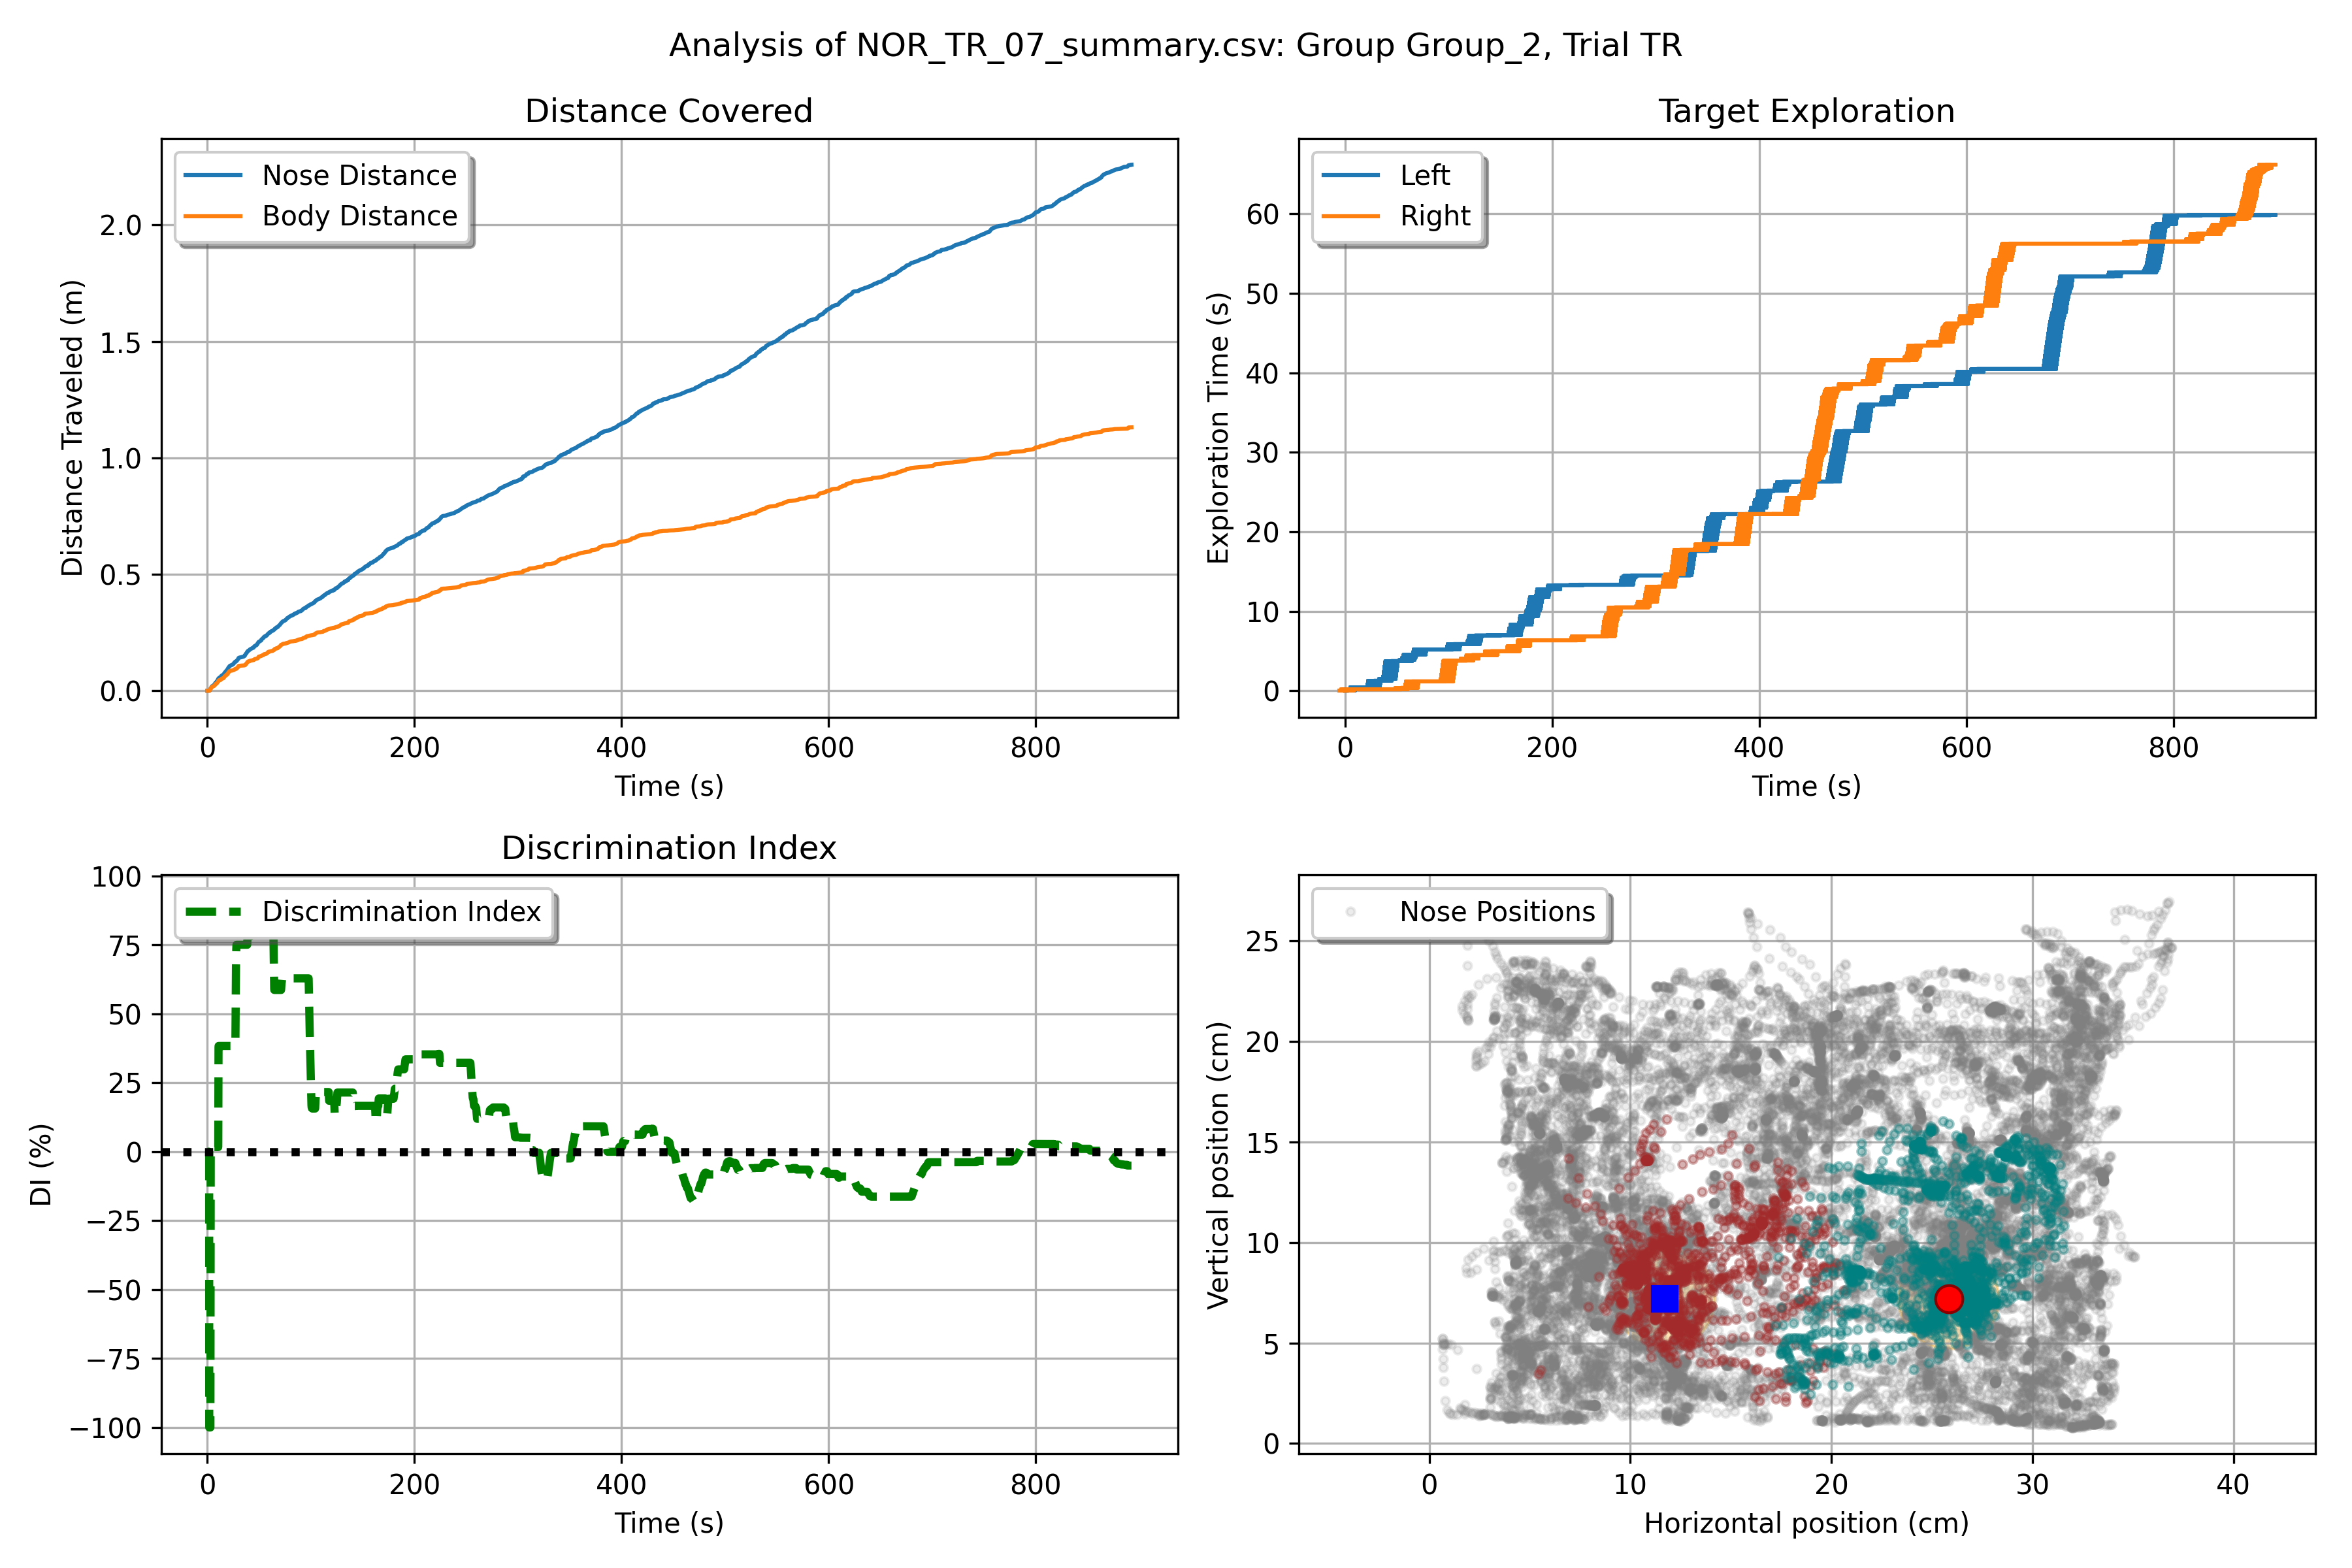 Analysis of NOR_TR_07_summary.csv: Group Group_2, Trial TR
Distance Covered
Nose Distance
Body Distance
Distance Traveled (m)
2.0
1.5
1.0
0.5
0.0
0 200 400 600 800
Time (s)
Target Exploration
Left
Right
Exploration Time (s)
60
50
40
30
20
10
0
0 200 400 600 800
Time (s)
Discrimination Index
Discrimination Index
DI (%)
100
75
50
25
0
−25
−50
−75
−100
0 200 400 600 800
Time (s)
Nose Positions
Vertical position (cm)
25
20
15
10
5
0
0 10 20 30 40
Horizontal position (cm)